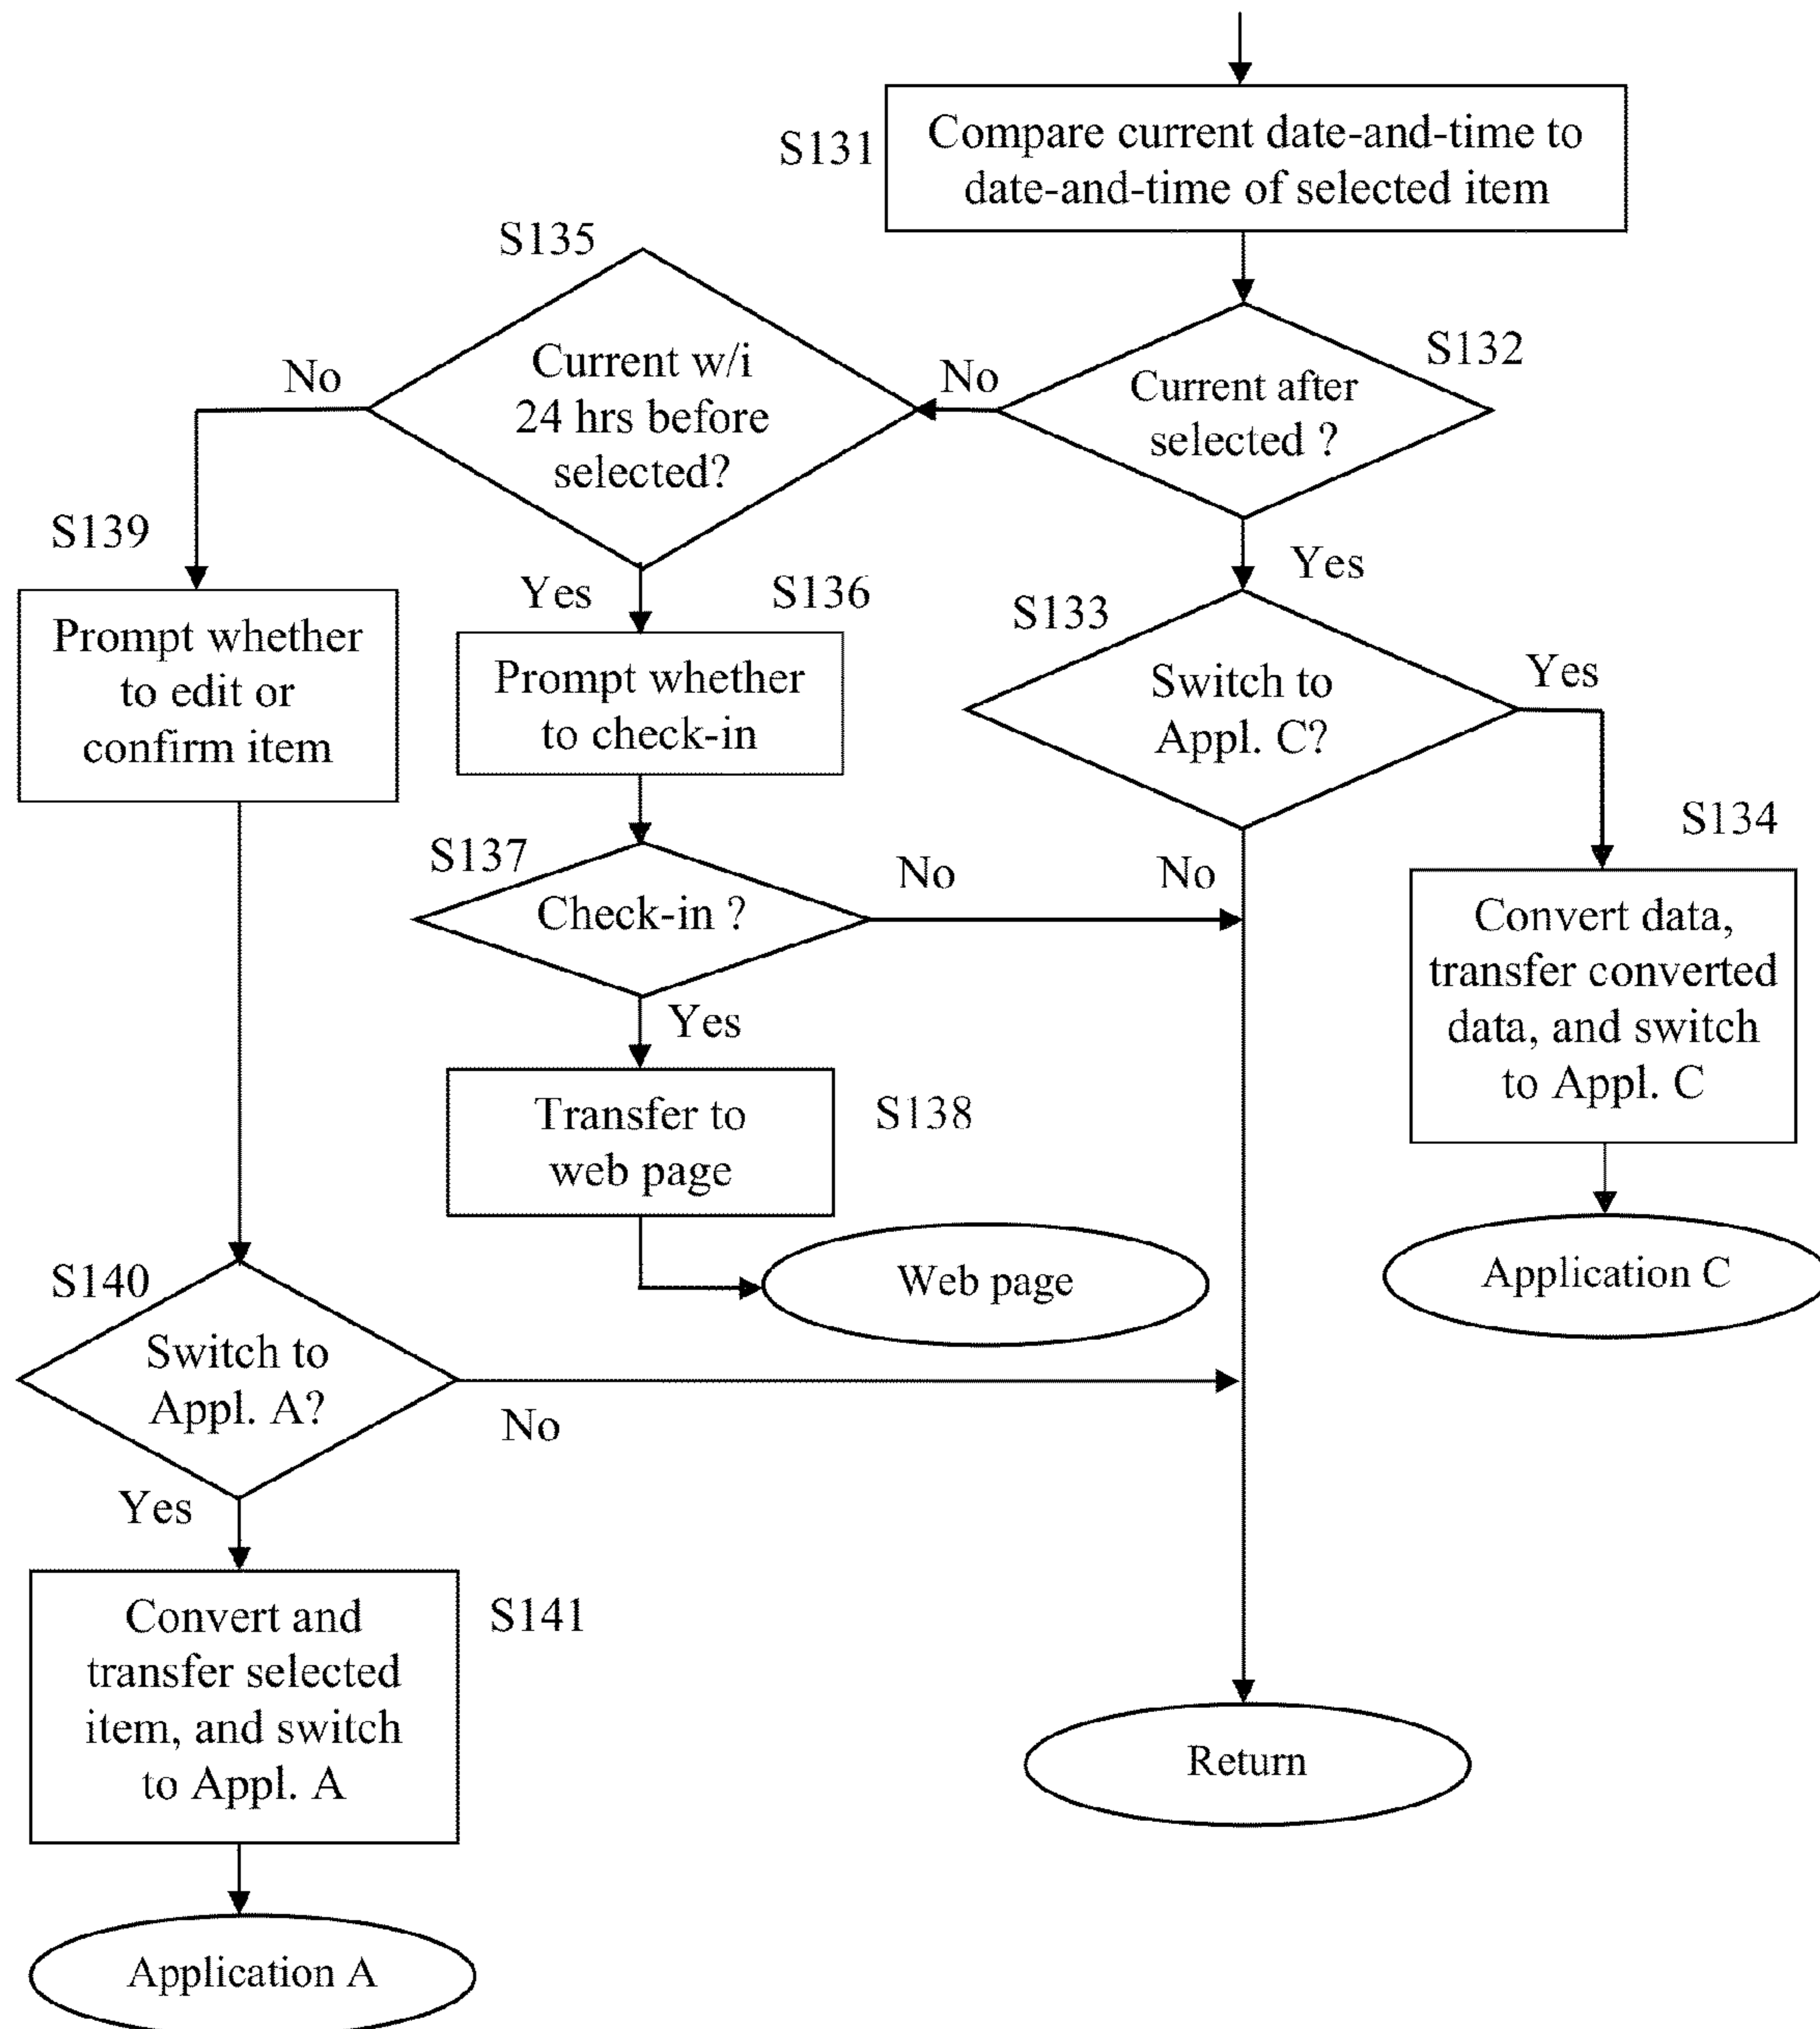 S131
Compare current date-and-time to
date-and-time of selected item
S135
Current w/i
24 hrs before
selected?
No
No
S132
Current after
selected ?
Yes
S139
Prompt whether
to edit or
confirm item
Yes
S136
Prompt whether
to check-in
S133
Switch to
Appl. C?
Yes
S137
Check-in ?
No
No
S134
Convert data,
transfer converted
data, and switch
to Appl. C
Yes
Transfer to
web page
S138
Web page
Application C
S140
Switch to
Appl. A?
No
Yes
Convert and
transfer selected
item, and switch
to Appl. A
S141
Return
Application A